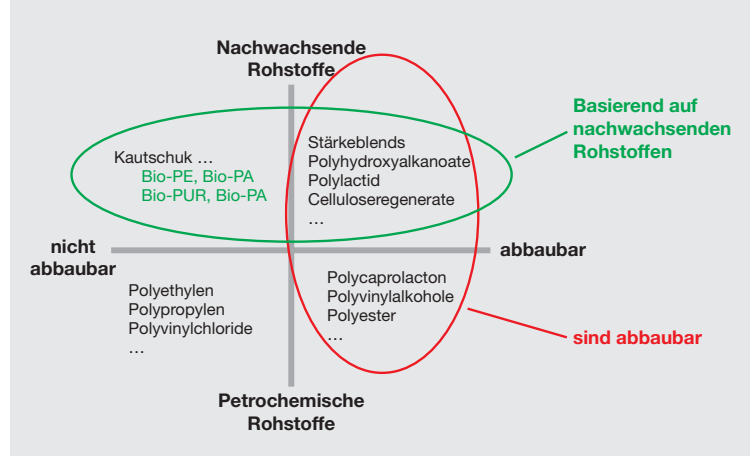 Nachwachsende
Rohstoffe
Basierend auf
nachwachsenden
Rohstoffen
Kautschuk …
Bio-PE, Bio-PA
Bio-PUR, Bio-PA
Stärkeblends
Polyhydroxyalkanoate
Polylactid
Celluloseregenerate
…
nicht
abbaubar
abbaubar
Polyethylen
Polypropylen
Polyvinylchloride
…
Polycaprolacton
Polyvinylalkohole
Polyester
…
sind abbaubar
Petrochemische
Rohstoffe